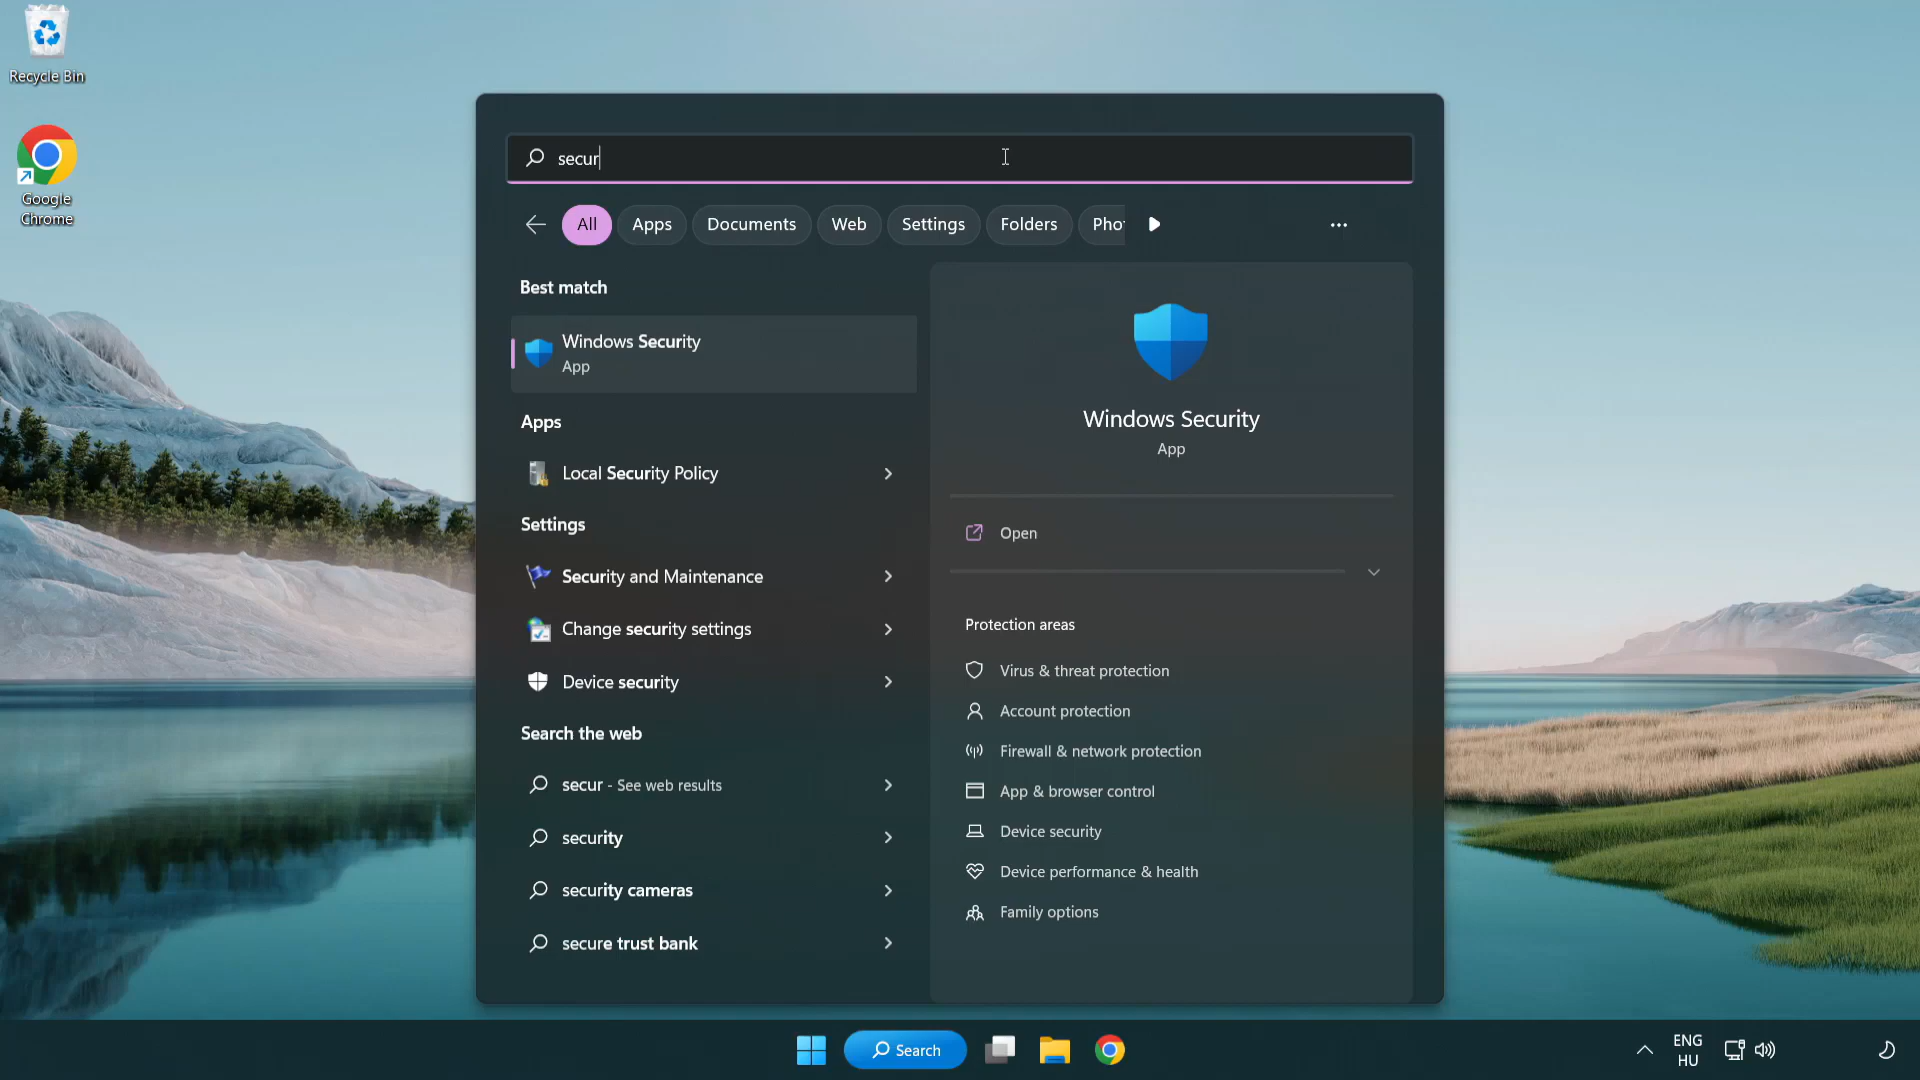 Recycle Bin
Google
Chrome
secur
All
Apps
Documents
Web
Settings
Folders
Pho
Best match
Windows Security
App
Apps
Local Security Policy
Settings
Security and Maintenance
Change security settings
Device security
Search the web
secur - See web results
security
security cameras
secure trust bank
Windows Security
App
Open
Protection areas
Virus & threat protection
Account protection
Firewall & network protection
App & browser control
Device security
Device performance & health
Family options
Search
ENG
HU